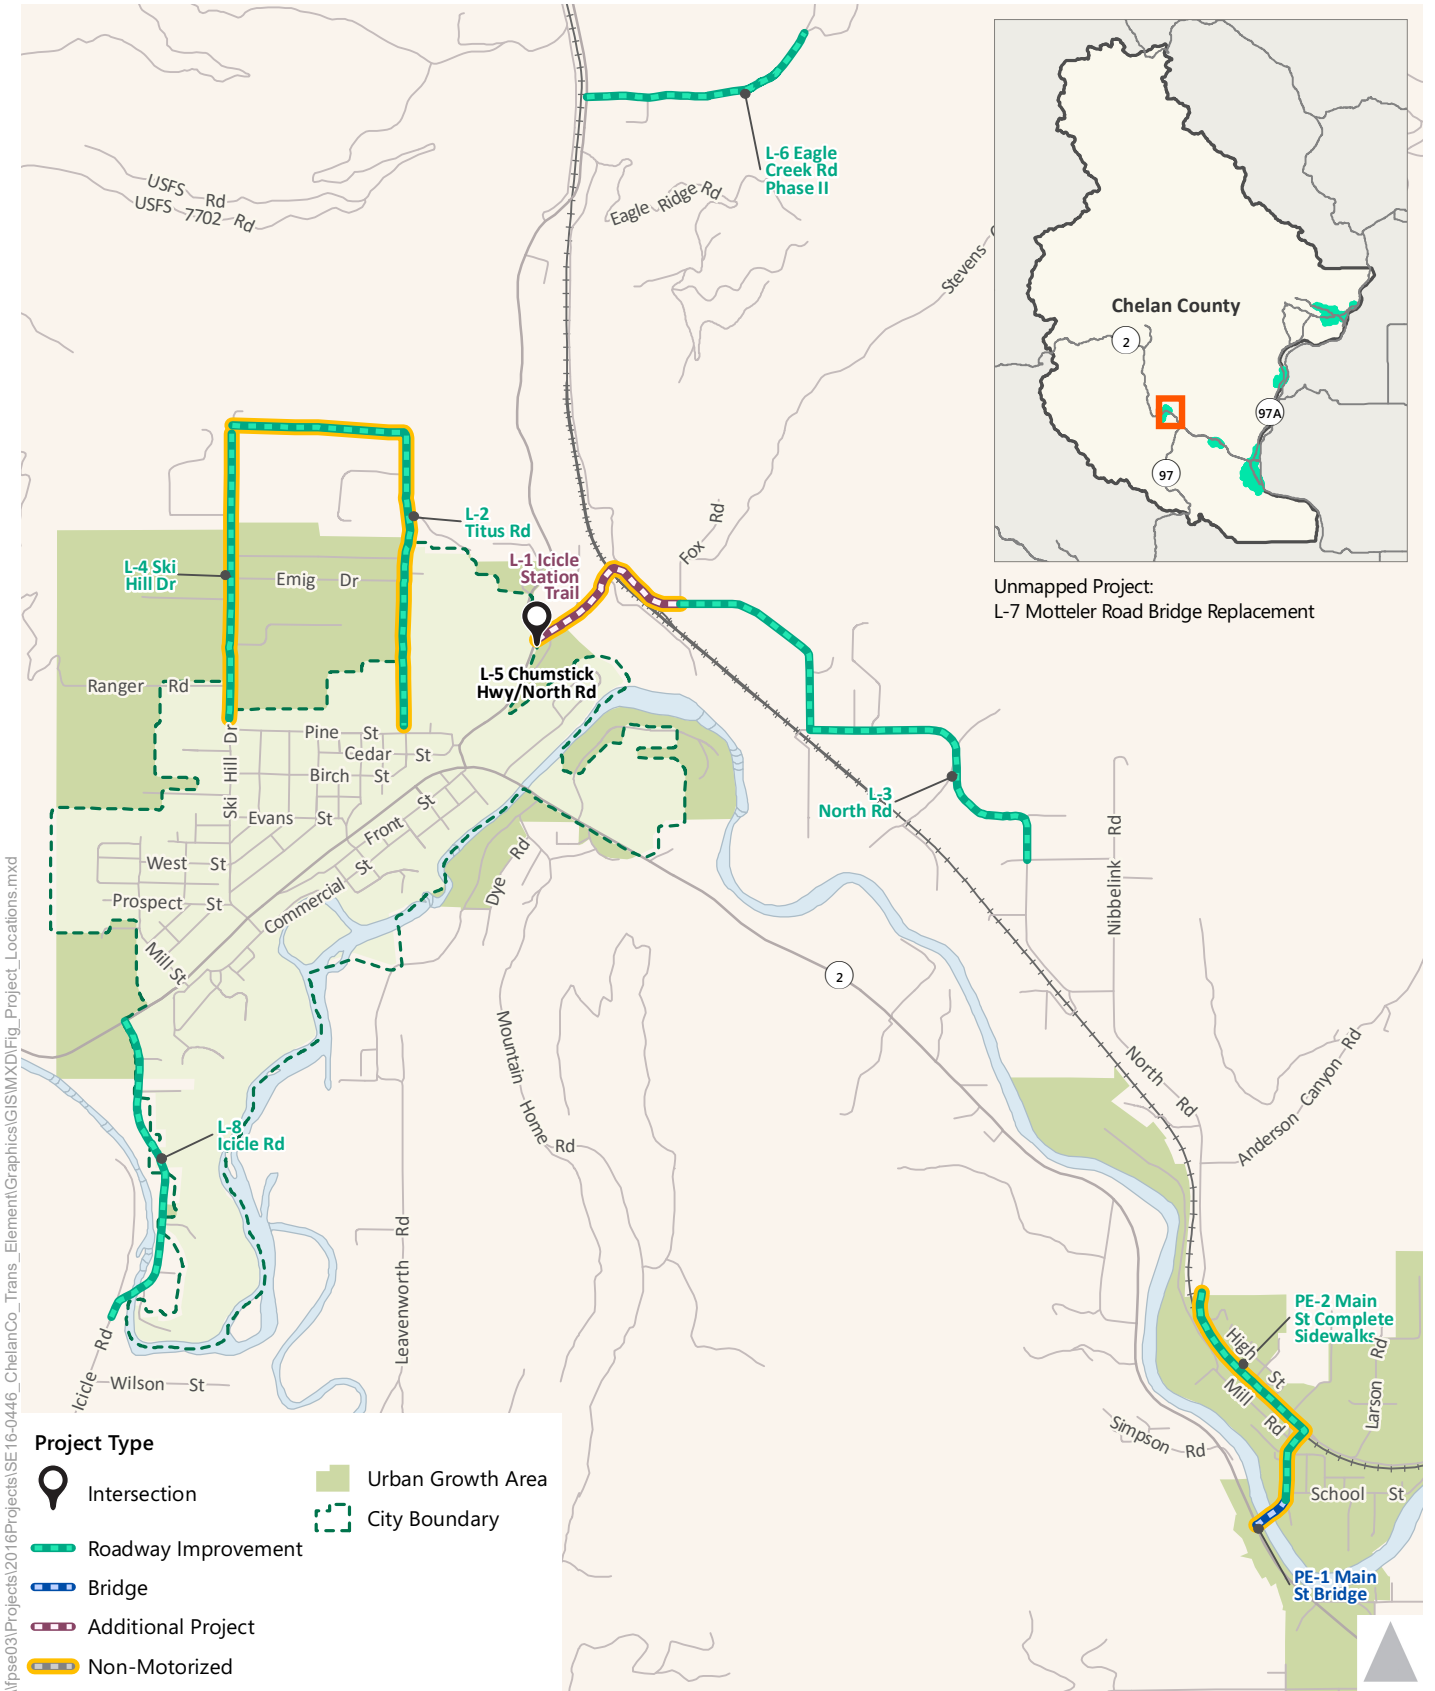 L-6 Eagle
Creek Rd
Phase II
USFS Rd
USFS 7702 Rd
Eagle Ridge Rd
Stevens
Chelan County
2
97A
97
Unmapped Project:
L-7 Motteler Road Bridge Replacement
L-2
Titus Rd
Fox Rd
L-1 Icicle
Station
Trail
L-4 Ski
Hill Dr
Emig Dr
L-5 Chumstick
Hwy/North Rd
Ranger Rd
Pine St
Cedar St
Birch St
Ski Hill Dr
Evans St
Front St
L-3
North Rd
West St
Prospect St
Commercial St
Dye Rd
Nibbelink Rd
Mill St
2
Mountain Home Rd
North Rd
Anderson Canyon Rd
L-8
Icicle Rd
Leavenworth Rd
Icicle Rd
Wilson St
PE-2 Main
St Complete
Sidewalks
High St
Mill Rd
Larson Rd
Simpson Rd
School St
PE-1 Main
St Bridge
Project Type
Intersection
Roadway Improvement
Bridge
Additional Project
Non-Motorized
Urban Growth Area
City Boundary
\fpse03\Projects\2016Projects\SE16-0446_ChelanCo_Trans_Element\Graphics\GIS\MXD\Fig_Project_Locations.mxd